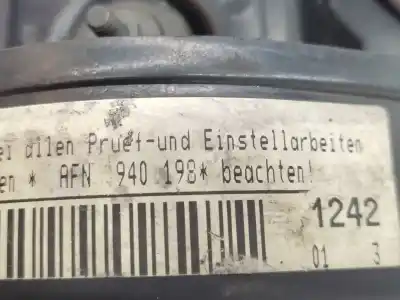 ei allen Pruef-und Einstellarbeiten
en * AFN 940 198* beachten!
1242
01 3